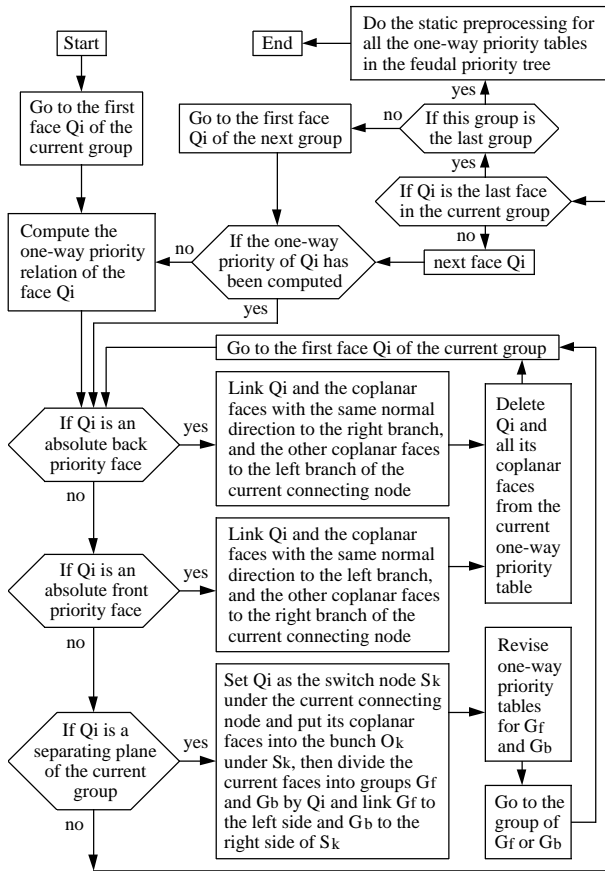 Start
End
Do the static preprocessing for
all the one-way priority tables
in the feudal priority tree
yes
Go to the first
face Qi of the
current group
Go to the first face
Qi of the next group
no
If this group is
the last group
yes
If Qi is the last face
in the current group
no
next face Qi
Compute the
one-way priority
relation of the
face Qi
no
If the one-way
priority of Qi has
been computed
yes
Go to the first face Qi of the current group
If Qi is an
absolute back
priority face
yes
no
Link Qi and the coplanar
faces with the same normal
direction to the right branch,
and the other coplanar faces
to the left branch of the
current connecting node
Delete
Qi and
all its
coplanar
faces
from the
current
one-way
priority
table
If Qi is an
absolute front
priority face
yes
no
Link Qi and the coplanar
faces with the same normal
direction to the left branch,
and the other coplanar faces
to the right branch of the
current connecting node
If Qi is a
separating plane
of the current
group
yes
no
Set Qi as the switch node Sk
under the current connecting
node and put its coplanar
faces into the bunch Ok
under Sk, then divide the
current faces into groups Gf
and Gb by Qi and link Gf to
the left side and Gb to the
right side of Sk
Revise
one-way
priority
tables
for Gf
and Gb
Go to the
group of
Gf or Gb